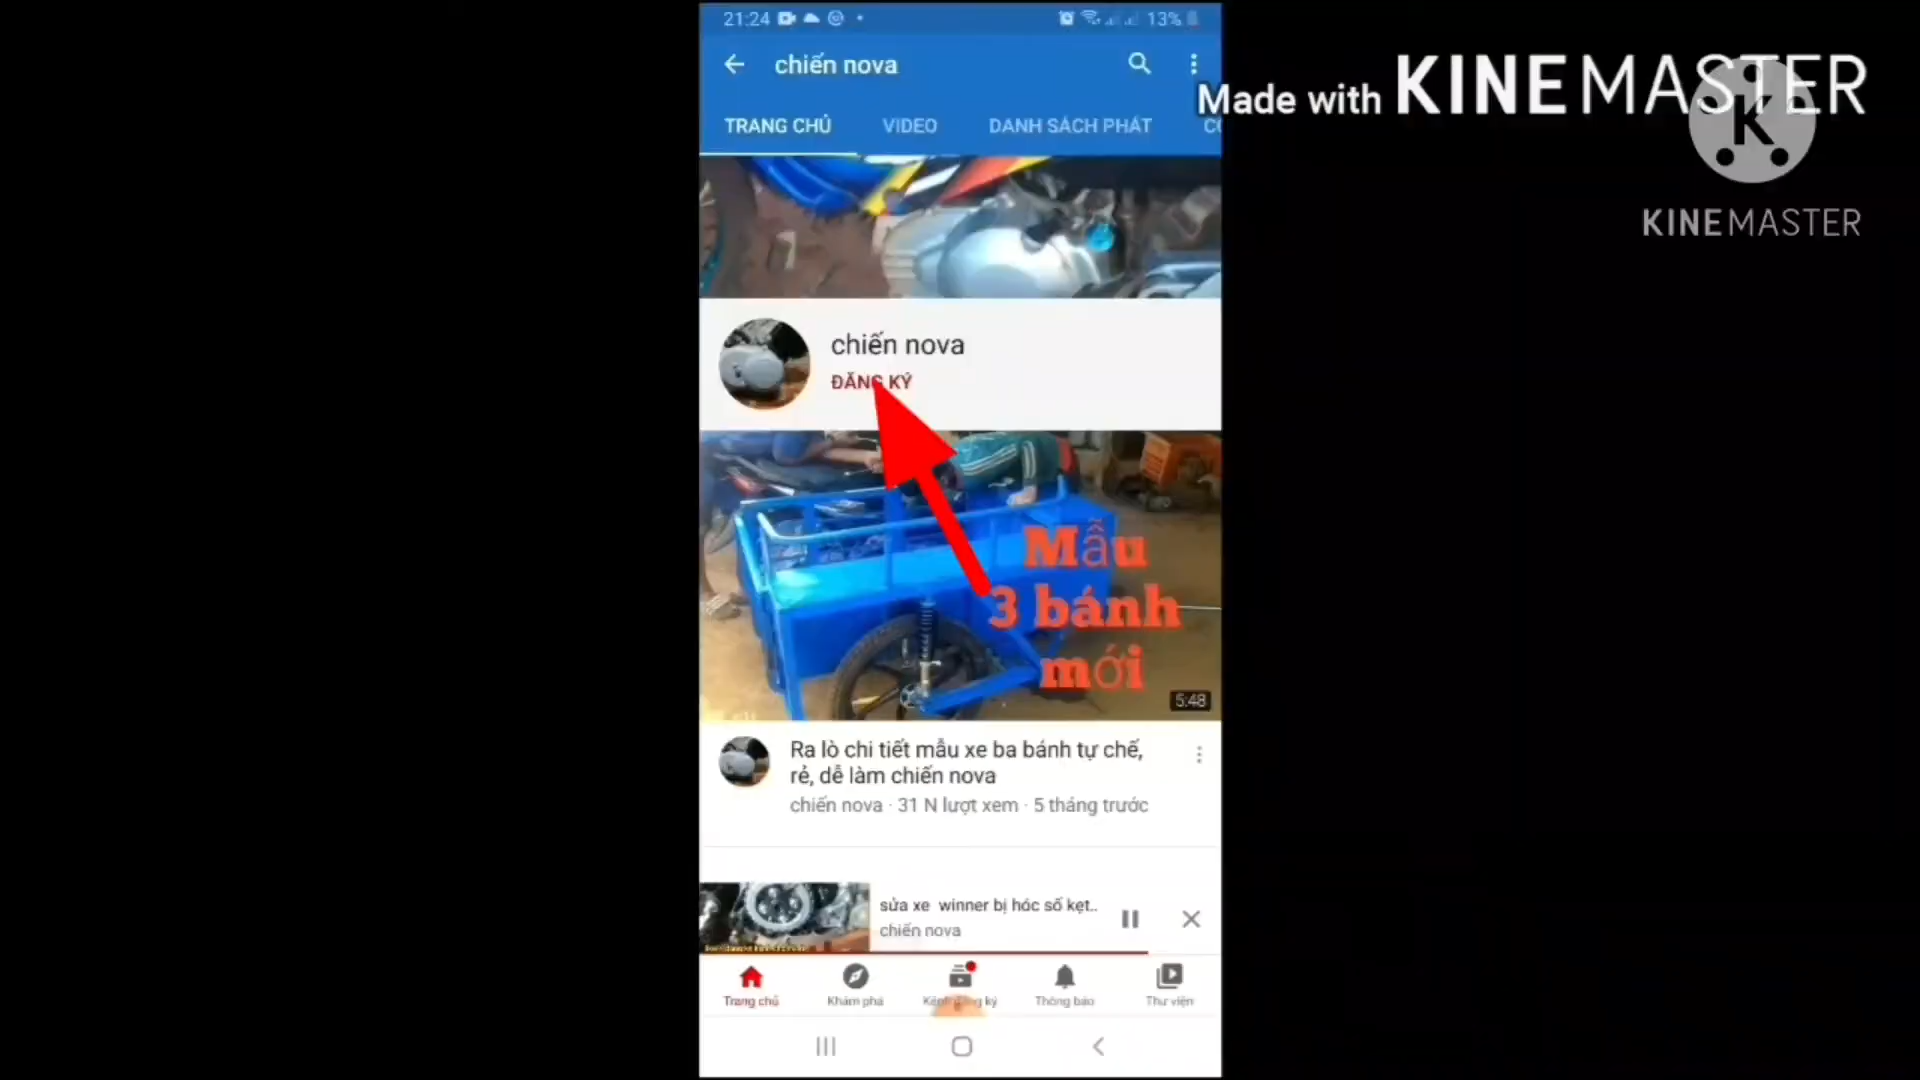 21:24
13%
chiến nova
Made with KINEMASTER
KINEMASTER
TRANG CHỦ VIDEO DANH SÁCH PHÁT
chiến nova
ĐĂNG KÝ
Mẫu
3 bánh
mới
5:48
Ra lò chi tiết mẫu xe ba bánh tự chế,
rẻ, dễ làm chiến nova
chiến nova · 31 N lượt xem · 5 tháng trước
sửa xe winner bị hóc số kẹt..
chiến nova
Trang chủ Khám phá Kênh đăng ký Thông báo Thư viện